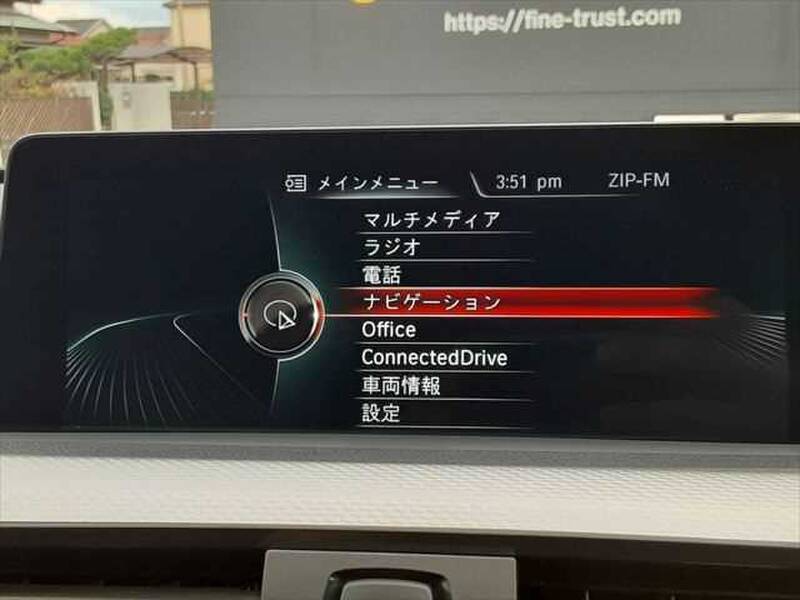 https://fine-trust.com
メインメニュー 3:51 pm ZIP-FM
マルチメディア
ラジオ
電話
ナビゲーション
Office
ConnectedDrive
車両情報
設定